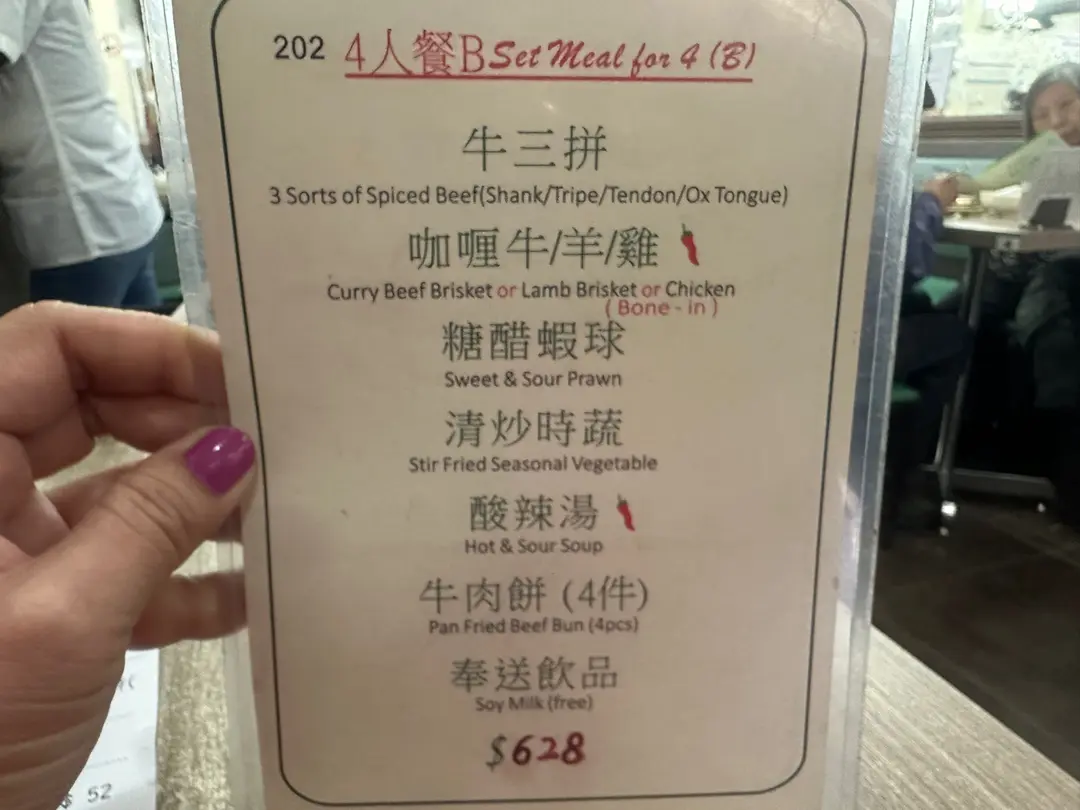 202 4人餐B Set Meal for 4 (B)
牛三拼
3 Sorts of Spiced Beef(Shank/Tripe/Tendon/Ox Tongue)
咖喱牛/羊/雞
Curry Beef Brisket or Lamb Brisket or Chicken
( Bone - in )
糖醋蝦球
Sweet & Sour Prawn
清炒時蔬
Stir Fried Seasonal Vegetable
酸辣湯
Hot & Sour Soup
牛肉餅 (4件)
Pan Fried Beef Bun (4pcs)
奉送飲品
Soy Milk (free)
$628
$ 52